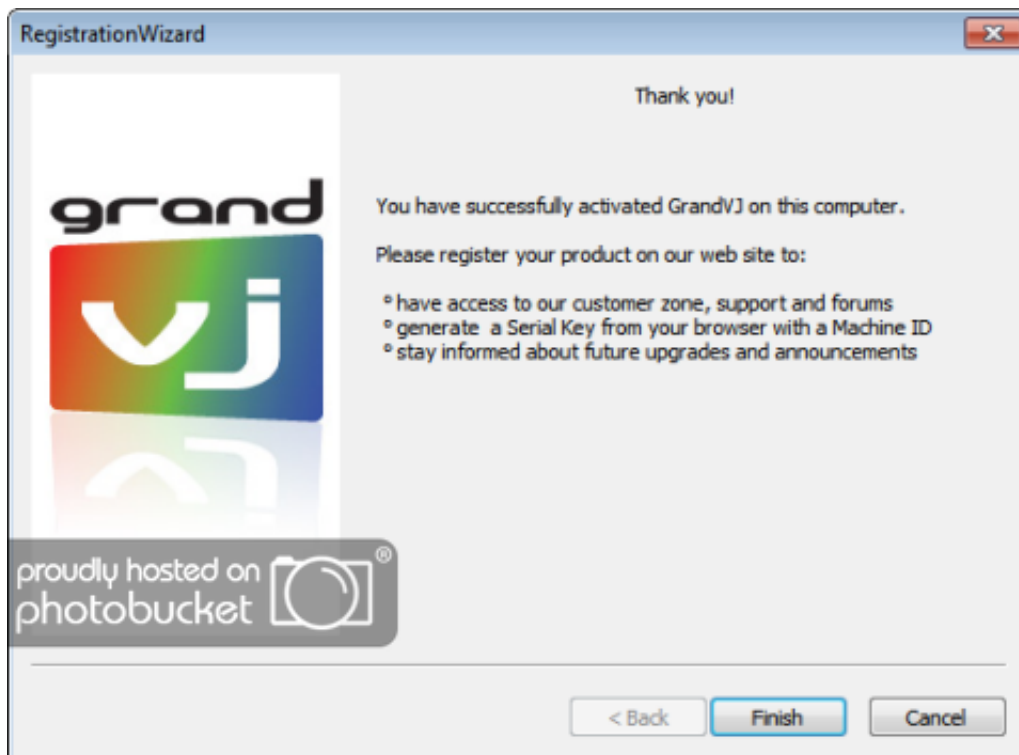 RegistrationWizard
Thank you!
grand
vj
You have successfully activated GrandVJ on this computer.
Please register your product on our web site to:
° have access to our customer zone, support and forums
° generate  a Serial Key from your browser with a Machine ID
° stay informed about future upgrades and announcements
proudly hosted on
photobucket ®
< Back
Finish
Cancel